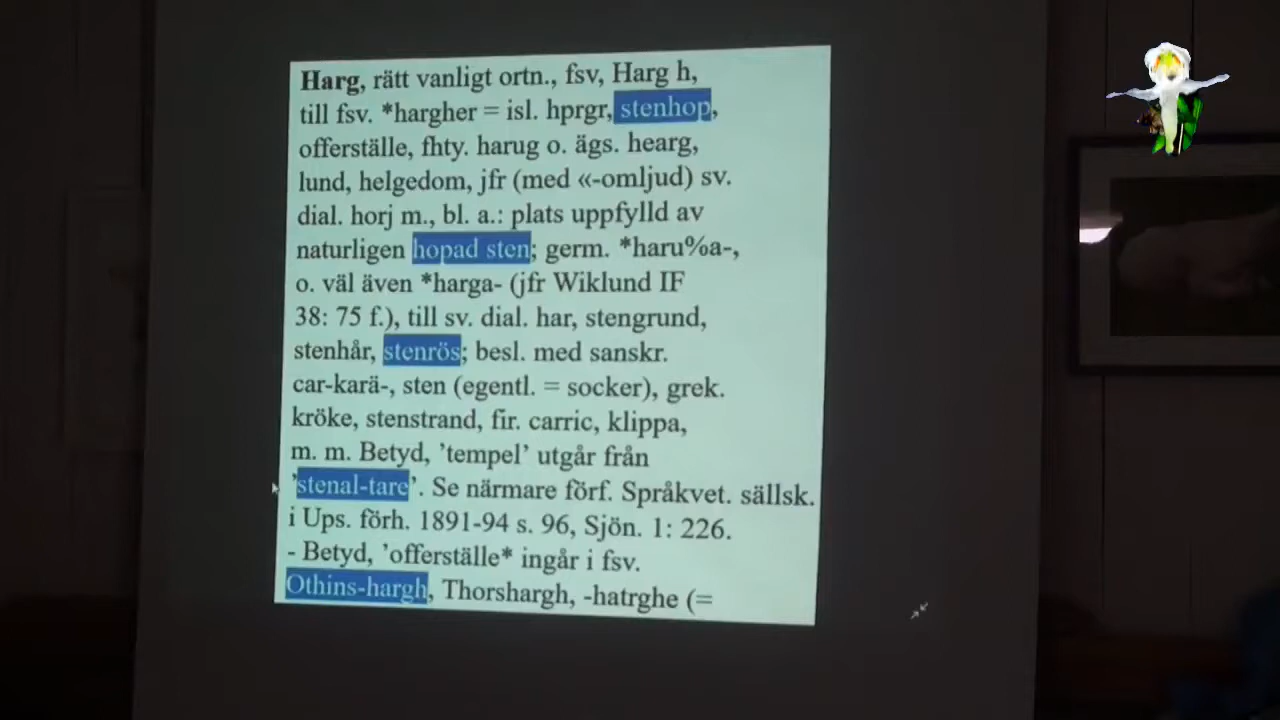 Harg, rätt vanligt ortn., fsv, Harg h,
till fsv. *hargher = isl. hprgr, stenhop,
offerställe, fhty. harug o. ägs. hearg,
lund, helgedom, jfr (med «-omljud) sv.
dial. horj m., bl. a.: plats uppfylld av
naturligen hopad sten; germ. *haru%a-,
o. väl även *harga- (jfr Wiklund IF
38: 75 f.), till sv. dial. har, stengrund,
stenhår, stenrös; besl. med sanskr.
car-karä-, sten (egentl. = socker), grek.
kröke, stenstrand, fir. carric, klippa,
m. m. Betyd, ’tempel’ utgår från
’stenal-tare’. Se närmare förf. Språkvet. sällsk.
i Ups. förh. 1891-94 s. 96, Sjön. 1: 226.
- Betyd, ’offerställe* ingår i fsv.
Othins-hargh, Thorshargh, -hatrghe (=